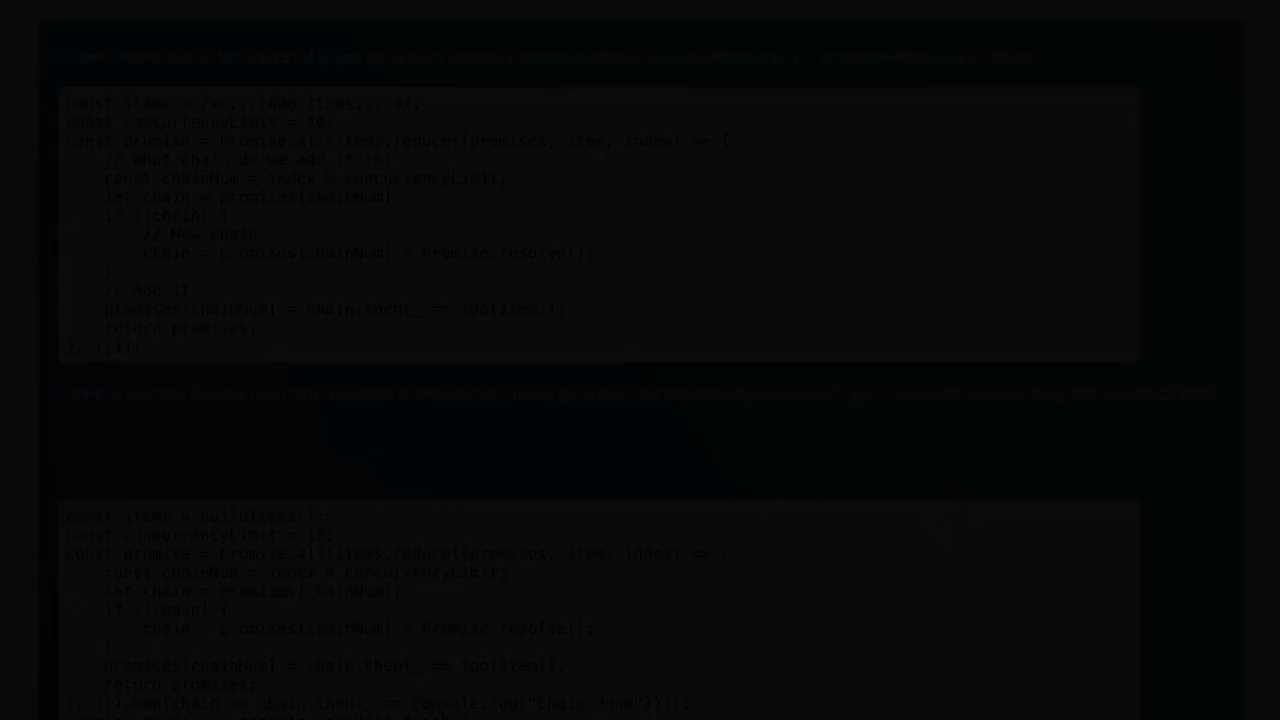 const items = /* ...1000 items... */;
const concurrencyLimit = 10;
const promise = Promise.all(items.reduce((promises, item, index) => {
    // What chain do we add it to?
    const chainNum = index % concurrencyLimit;
    let chain = promises[chainNum];
    if (!chain) {
        // New chain
        chain = promises[chainNum] = Promise.resolve();
    }
    // Add it
    promises[chainNum] = chain.then(_ => foo(item));
    return promises;
}, []));
const items = buildItems();
const concurrencyLimit = 10;
const promise = Promise.all(items.reduce((promises, item, index) => {
    const chainNum = index % concurrencyLimit;
    let chain = promises[chainNum];
    if (!chain) {
        chain = promises[chainNum] = Promise.resolve();
    }
    promises[chainNum] = chain.then(_ => foo(item));
    return promises;
}, []).map(chain => chain.then(_ => console.log("Chain done"))));